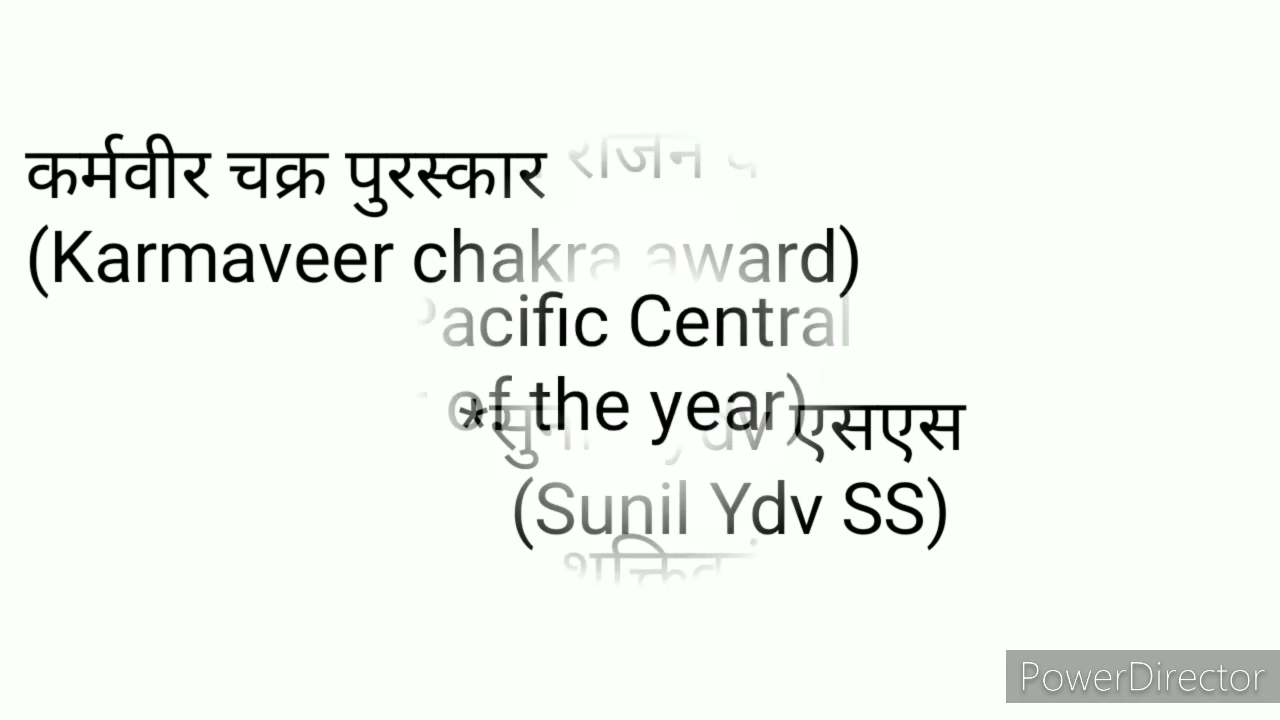 कर्मवीर चक्र पुरस्कार
(Karmaveer chakra award)
Pacific Central
of the year)
एसएस
(Sunil Ydv SS)
PowerDirector